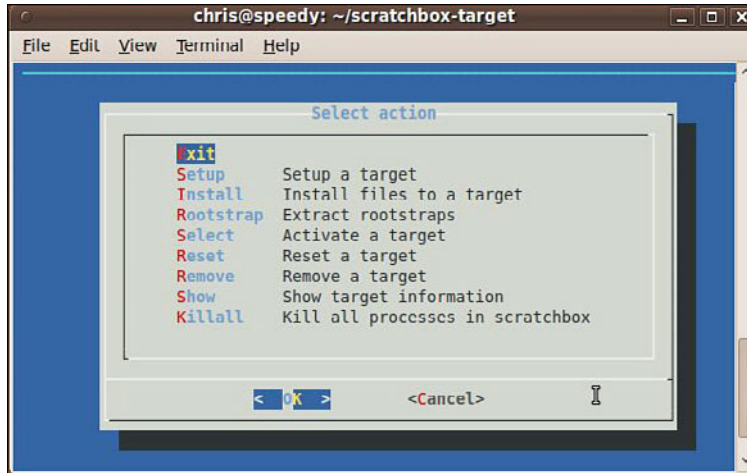 chris@speedy: ~/scratchbox-target
File Edit View Terminal Help
Select action
Exit
Setup Setup a target
Install Install files to a target
Rootstrap Extract rootstraps
Select Activate a target
Reset Reset a target
Remove Remove a target
Show Show target information
Killall Kill all processes in scratchbox
< OK > <Cancel>